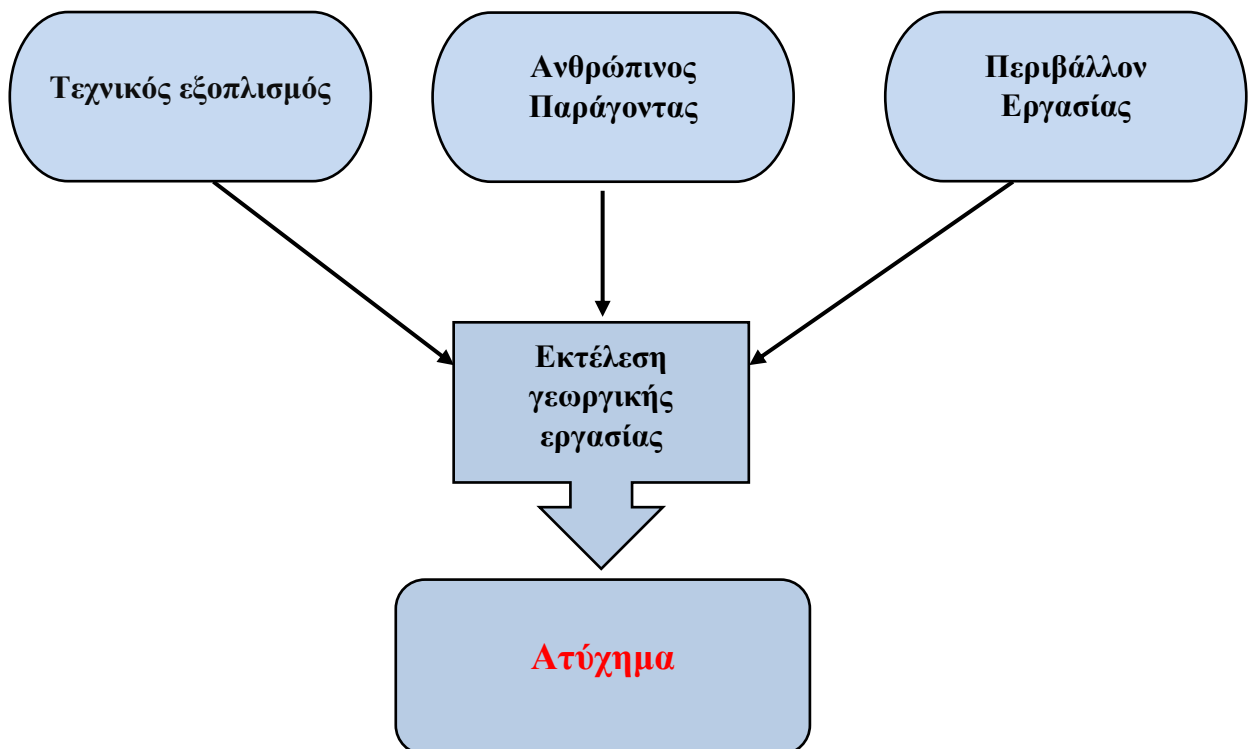 Τεχνικός εξοπλισμός
Ανθρώπινος
Παράγοντας
Περιβάλλον
Εργασίας
Εκτέλεση
γεωργικής
εργασίας
Ατύχημα